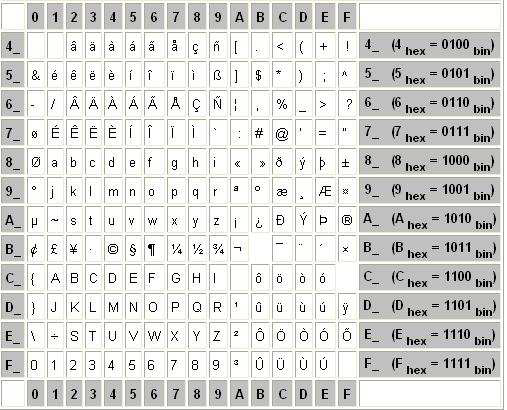 0 1 2 3 4 5 6 7 8 9 A B C D E F
4_ â ä à á ã å ç ñ [ . < ( + ! 4_ (4 hex = 0100 bin)
5_ & é ê ë è í î ï ì ß ] $ * ) ; ^ 5_ (5 hex = 0101 bin)
6_ - / Â Ä À Á Ã Å Ç Ñ ¦ , % _ > ? 6_ (6 hex = 0110 bin)
7_ ø É Ê Ë È Í Î Ï Ì ` : # @ ' = " 7_ (7 hex = 0111 bin)
8_ Ø a b c d e f g h i « » ð ý þ ± 8_ (8 hex = 1000 bin)
9_ ° j k l m n o p q r ª º æ ¸ Æ ¤ 9_ (9 hex = 1001 bin)
A_ µ ~ s t u v w x y z ¡ ¿ Ð Ý Þ ® A_ (A hex = 1010 bin)
B_ ¢ £ ¥ · © § ¶ ¼ ½ ¾ ¬ ¯ ¨ ´ × B_ (B hex = 1011 bin)
C_ { A B C D E F G H I ô ö ò ó C_ (C hex = 1100 bin)
D_ } J K L M N O P Q R ¹ û ü ù ú ÿ D_ (D hex = 1101 bin)
E_ \ ÷ S T U V W X Y Z ² Ô Ö Ò Ó Õ E_ (E hex = 1110 bin)
F_ 0 1 2 3 4 5 6 7 8 9 ³ Û Ü Ù Ú F_ (F hex = 1111 bin)
0 1 2 3 4 5 6 7 8 9 A B C D E F